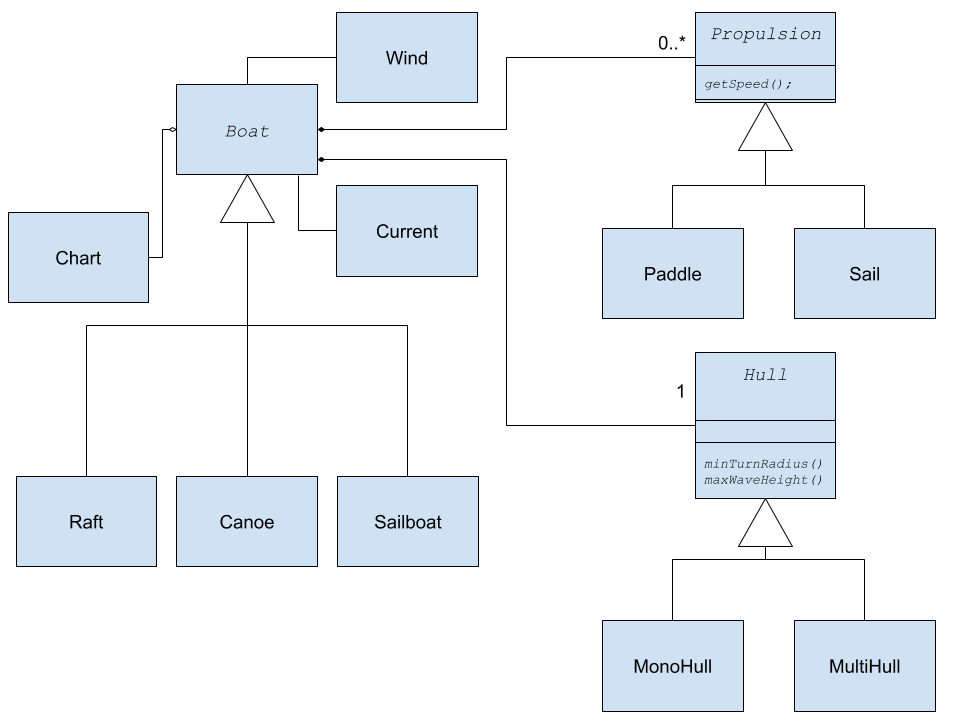 Wind
0..*
Propulsion
getSpeed();
Boat
Chart
Current
Paddle
Sail
1
Hull
minTurnRadius()
maxWaveHeight()
Raft
Canoe
Sailboat
MonoHull
MultiHull